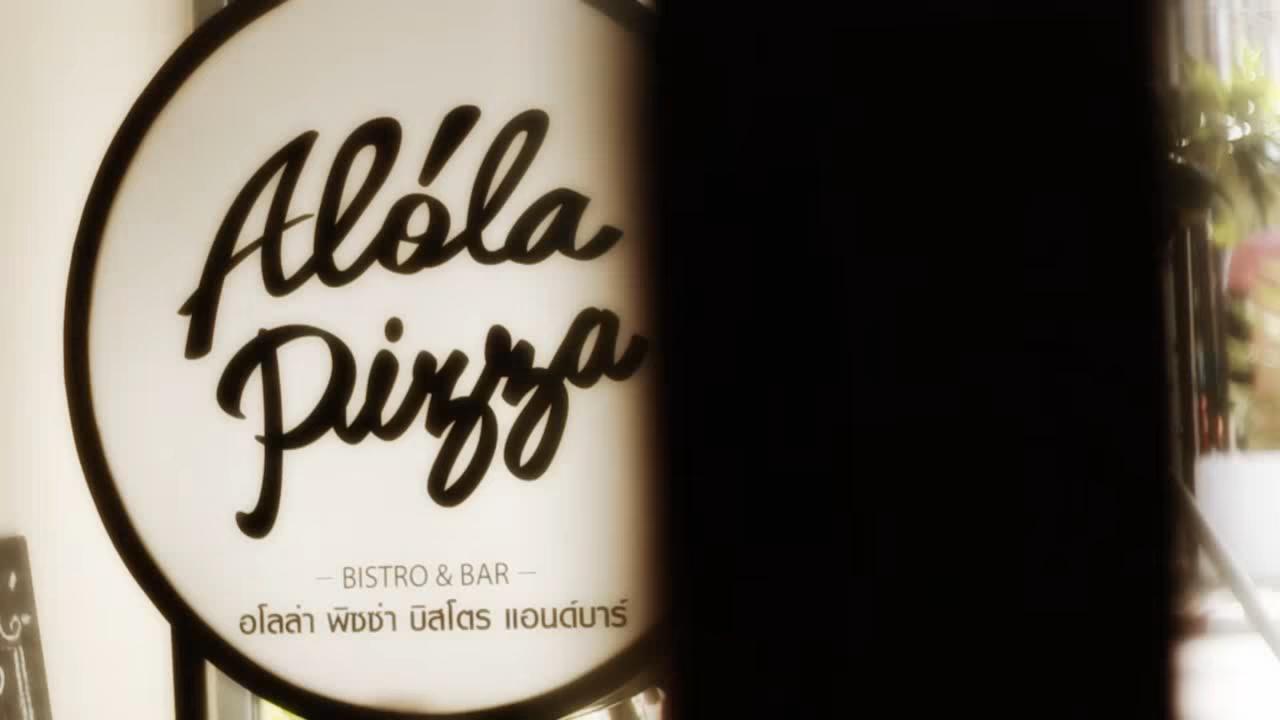 Alóla
Pizza
— BISTRO & BAR —
อโลล่า พิซซ่า บิสโตร แอนด์บาร์